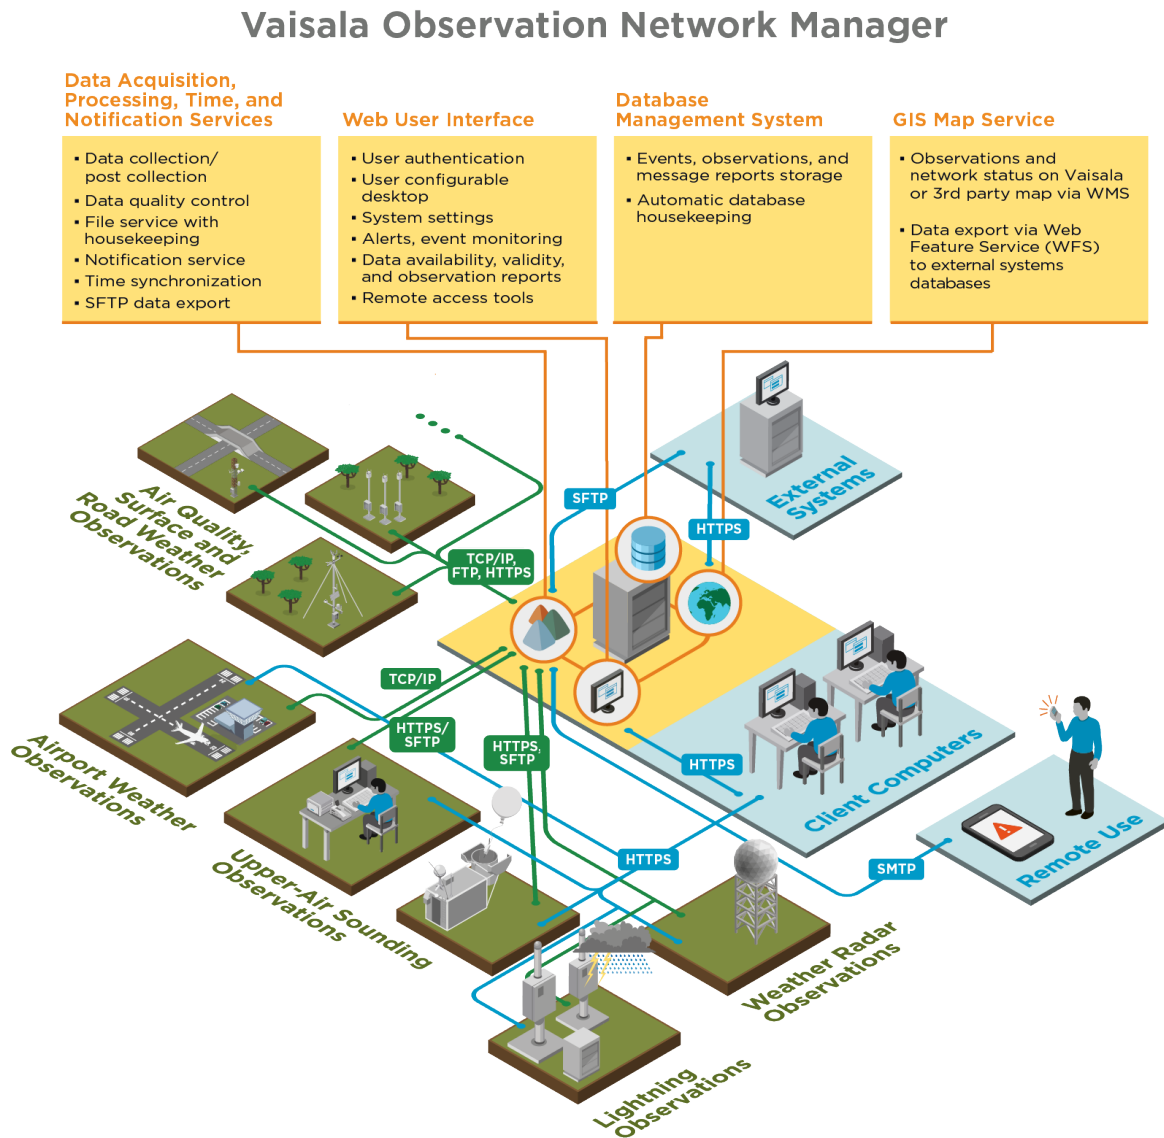 Vaisala Observation Network Manager
Data Acquisition,
Processing, Time, and
Notification Services
▪ Data collection/
post collection
▪ Data quality control
▪ File service with
housekeeping
▪ Notification service
▪ Time synchronization
▪ SFTP data export
Web User Interface
▪ User authentication
▪ User configurable
desktop
▪ System settings
▪ Alerts, event monitoring
▪ Data availability, validity,
and observation reports
▪ Remote access tools
Database
Management System
▪ Events, observations, and
message reports storage
▪ Automatic database
housekeeping
GIS Map Service
▪ Observations and
network status on Vaisala
or 3rd party map via WMS
▪ Data export via Web
Feature Service (WFS)
to external systems
databases
Air Quality,
Surface and
Road Weather
Observations
External
Systems
SFTP
HTTPS
TCP/IP,
FTP, HTTPS
TCP/IP
HTTPS/
SFTP
HTTPS,
SFTP
HTTPS
Client Computers
Airport Weather
Observations
HTTPS
SMTP
Remote Use
Upper-Air Sounding
Observations
Weather Radar
Observations
Lightning
Observations